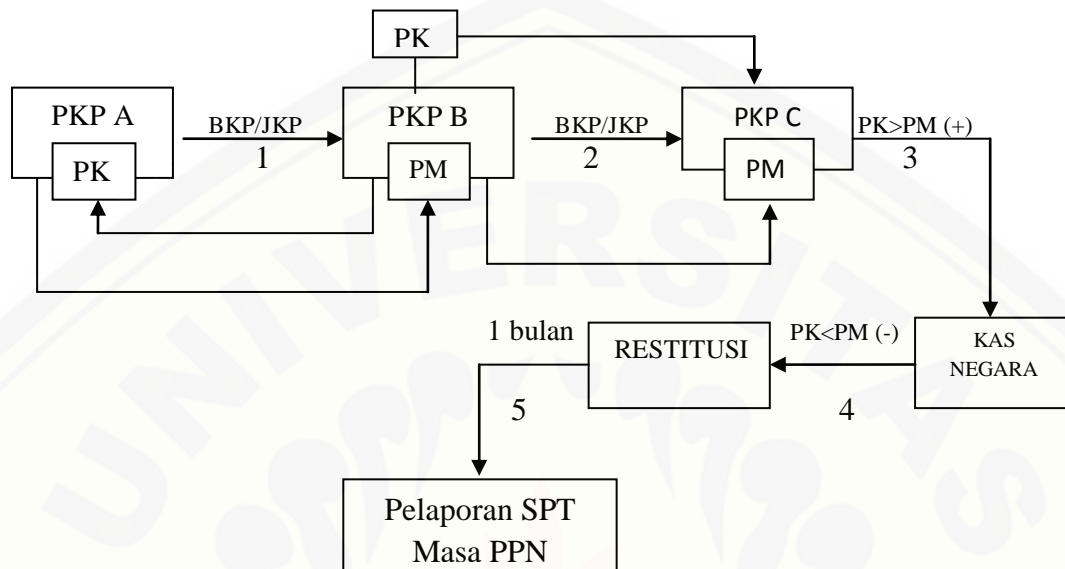 PK
PKP A
BKP/JKP
PKP B
BKP/JKP
PKP C
PK>PM (+)
1
2
3
PK
PM
PM
1 bulan
RESTITUSI
PK<PM (-)
KAS
NEGARA
5
4
Pelaporan SPT
Masa PPN
UNIVERSITAS